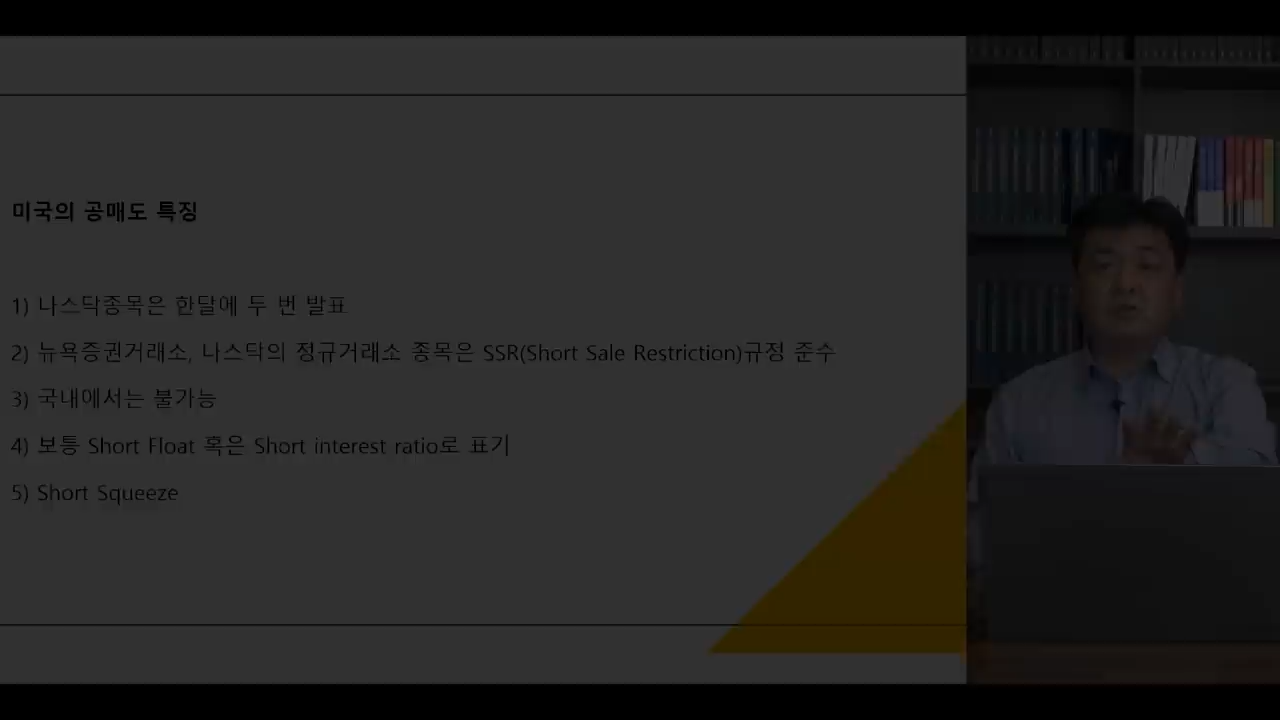 미국의 공매도 특징
1) 나스닥종목은 한달에 두 번 발표
2) 뉴욕증권거래소, 나스닥의 정규거래소 종목은 SSR(Short Sale Restriction)규정 준수
3) 국내에서는 불가능
4) 보통 Short Float 혹은 Short interest ratio로 표기
5) Short Squeeze